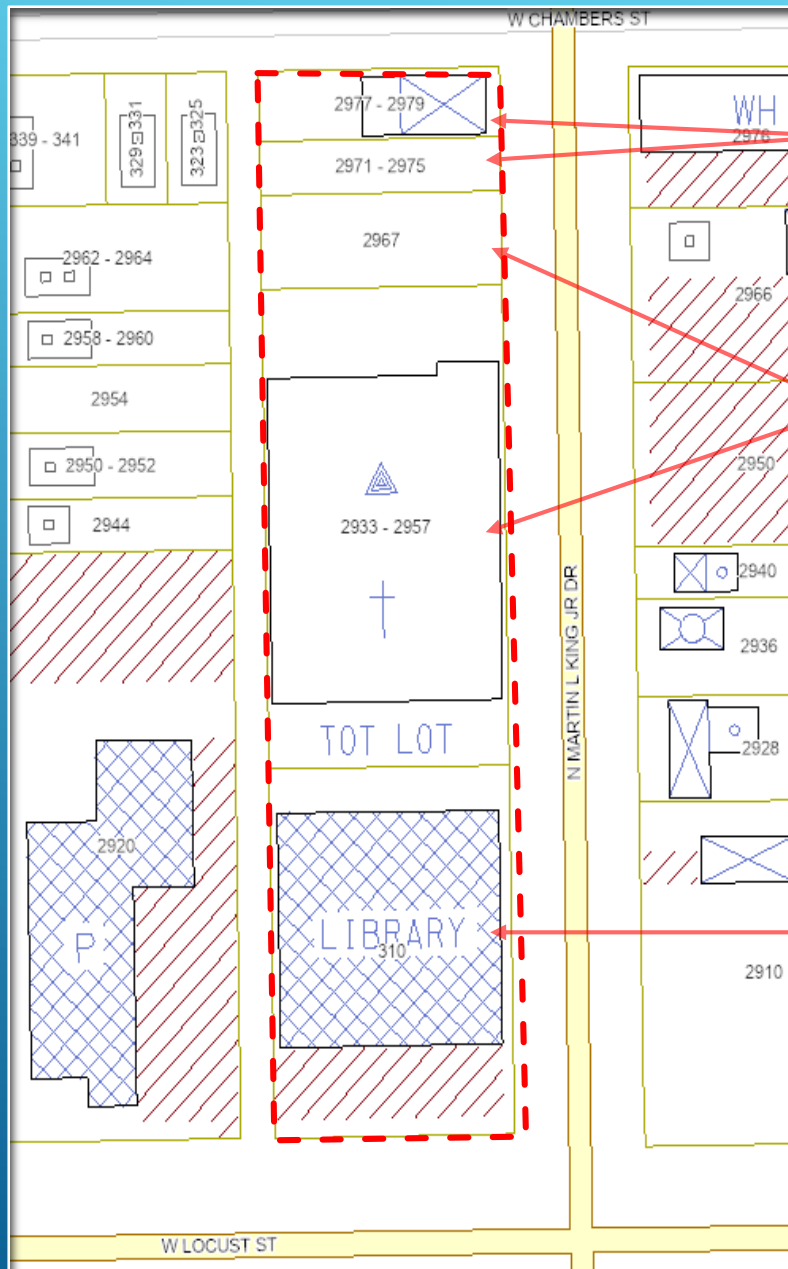 W CHAMBERS ST
2977 - 2979
WH
2976
339 - 341
329 331
323 325
2971 - 2975
2967
2962 - 2964
2966
2958 - 2960
2954
2950 - 2952
2950
2944
2933 - 2957
2940
2936
N MARTIN L KING JR DR
TOT LOT
2928
2920
P
LIBRARY
310
2910
W LOCUST ST